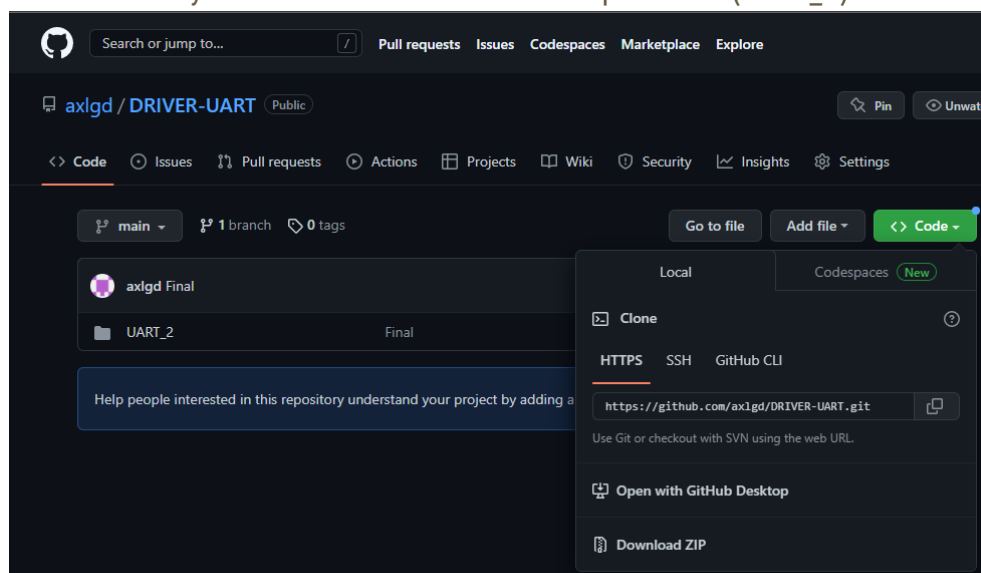 Search or jump to... /
Pull requests Issues Codespaces Marketplace Explore
axlgd / DRIVER-UART Public
Pin
<> Code Issues Pull requests Actions Projects Wiki Security Insights Settings
main 1 branch 0 tags
Go to file Add file <> Code
axlgd Final
UART_2 Final
Help people interested in this repository understand your project by adding a
Local Codespaces New
Clone
HTTPS SSH GitHub CLI
https://github.com/axlgd/DRIVER-UART.git
Use Git or checkout with SVN using the web URL.
Open with GitHub Desktop
Download ZIP